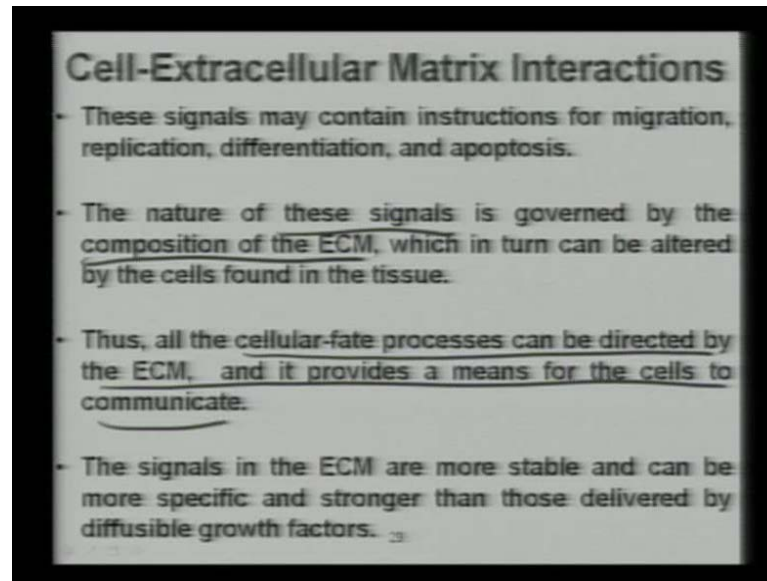 Cell-Extracellular Matrix Interactions
These signals may contain instructions for migration,
replication, differentiation, and apoptosis.
The nature of these signals is governed by the
composition of the ECM, which in turn can be altered
by the cells found in the tissue.
Thus, all the cellular-fate processes can be directed by
the ECM, and it provides a means for the cells to
communicate.
The signals in the ECM are more stable and can be
more specific and stronger than those delivered by
diffusible growth factors.